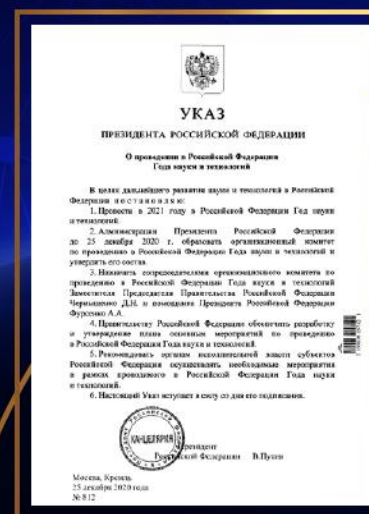 УКАЗ
ПРЕЗИДЕНТА РОССИЙСКОЙ ФЕДЕРАЦИИ
О проведении в Российской Федерации
Года науки и технологий
В целях дальнейшего развития науки и технологий в Российской
Федерации п о с т а н о в л я ю:
1. Провести в 2021 году в Российской Федерации Год науки
и технологий.
2. Администрации Президента Российской Федерации
до 25 декабря 2020 г. образовать организационный комитет
по проведению в Российской Федерации Года науки и технологий и
утвердить его состав.
3. Назначить сопредседателями организационного комитета по
проведению в Российской Федерации Года науки и технологий
Заместителя Председателя Правительства Российской Федерации
Чернышенко Д.Н. и помощника Президента Российской Федерации
Фурсенко А.А.
4. Правительству Российской Федерации обеспечить разработку
и утверждение плана основных мероприятий по проведению
в Российской Федерации Года науки и технологий.
5. Рекомендовать органам исполнительной власти субъектов
Российской Федерации осуществлять необходимые мероприятия
в рамках проводимого в Российской Федерации Года науки
и технологий.
6. Настоящий Указ вступает в силу со дня его подписания.
КАНЦЕЛЯРИЯ
Президент
Российской Федерации В.Путин
Москва, Кремль
25 декабря 2020 года
№ 812